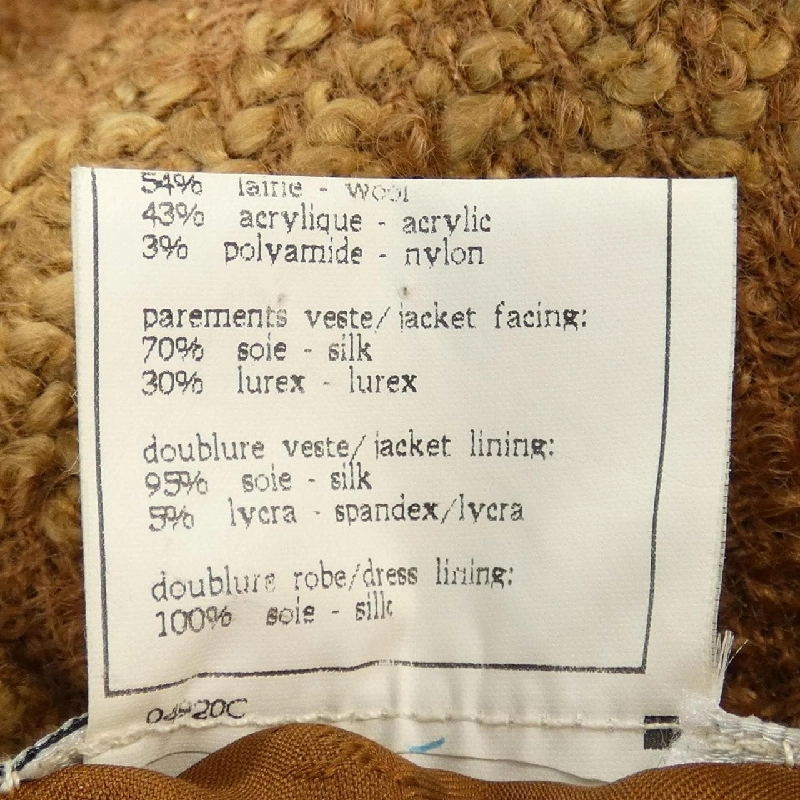 54% laine - wool
43% acrylique - acrylic
3% polyamide - nylon
parements veste/jacket facing:
70% soie - silk
30% lurex - lurex
doublure veste/jacket lining:
95% soie - silk
5% lycra - spandex/lycra
doublure robe/dress lining:
100% soie - silk